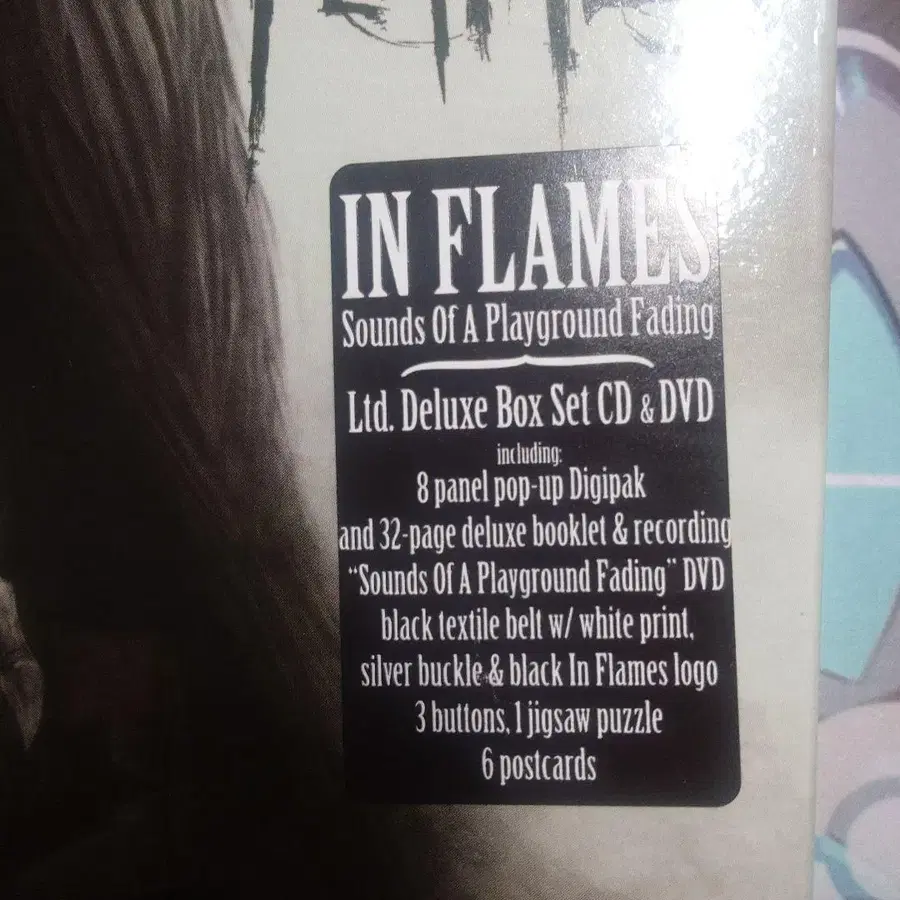 IN FLAMES
Sounds Of A Playground Fading
Ltd. Deluxe Box Set CD & DVD
including:
8 panel pop-up Digipak
and 32-page deluxe booklet & recording
“Sounds Of A Playground Fading” DVD
black textile belt w/ white print,
silver buckle & black In Flames logo
3 buttons, 1 jigsaw puzzle
6 postcards